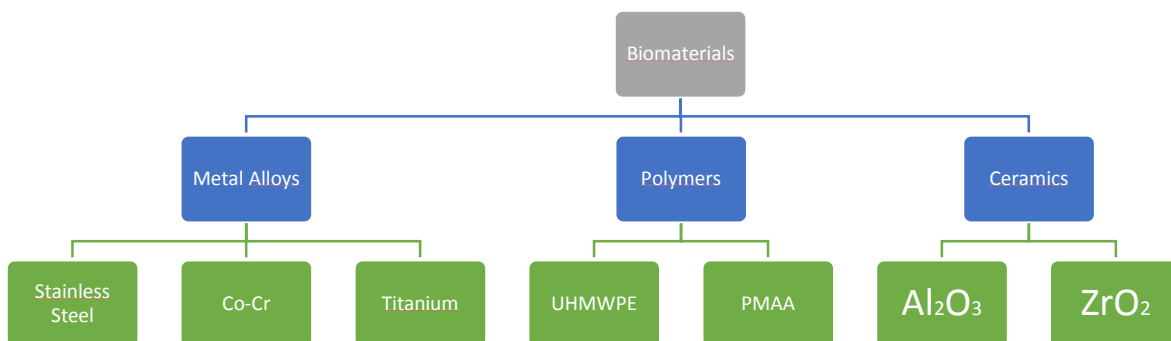 Biomaterials
Metal Alloys
Polymers
Ceramics
Stainless
Steel
Co-Cr
Titanium
UHMWPE
PMAA
Al₂O₃
ZrO₂